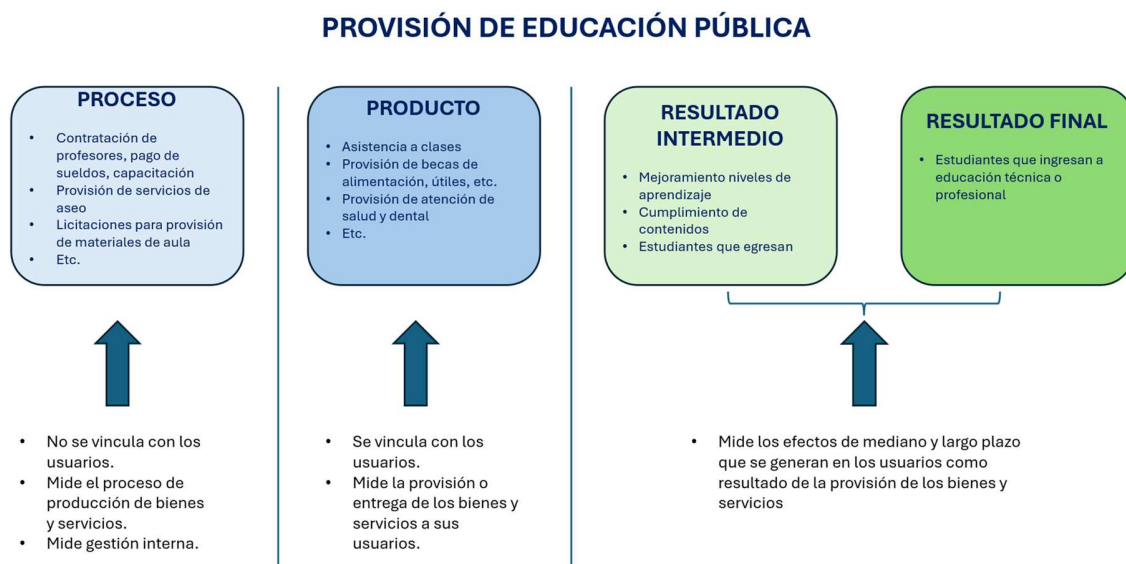 PROVISIÓN DE EDUCACIÓN PÚBLICA
PROCESO
• Contratación de
profesores, pago de
sueldos, capacitación
• Provisión de servicios de
aseo
• Licitaciones para provisión
de materiales de aula
• Etc.
PRODUCTO
• Asistencia a clases
• Provisión de becas de
alimentación, útiles, etc.
• Provisión de atención de
salud y dental
• Etc.
RESULTADO
INTERMEDIO
• Mejoramiento niveles de
aprendizaje
• Cumplimiento de
contenidos
• Estudiantes que egresan
RESULTADO FINAL
• Estudiantes que ingresan a
educación técnica o
profesional
• No se vincula con los
usuarios.
• Mide el proceso de
producción de bienes
y servicios.
• Mide gestión interna.
• Se vincula con los
usuarios.
• Mide la provisión o
entrega de los bienes y
servicios a sus
usuarios.
• Mide los efectos de mediano y largo plazo
que se generan en los usuarios como
resultado de la provisión de los bienes y
servicios